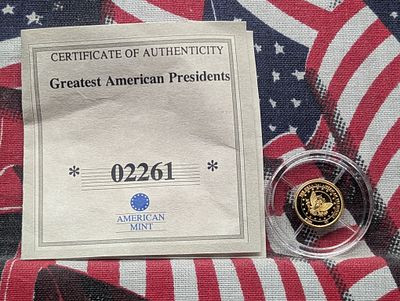 CERTIFICATE OF AUTHENTICITY
Greatest American Presidents
* 02261 *
AMERICAN
MINT